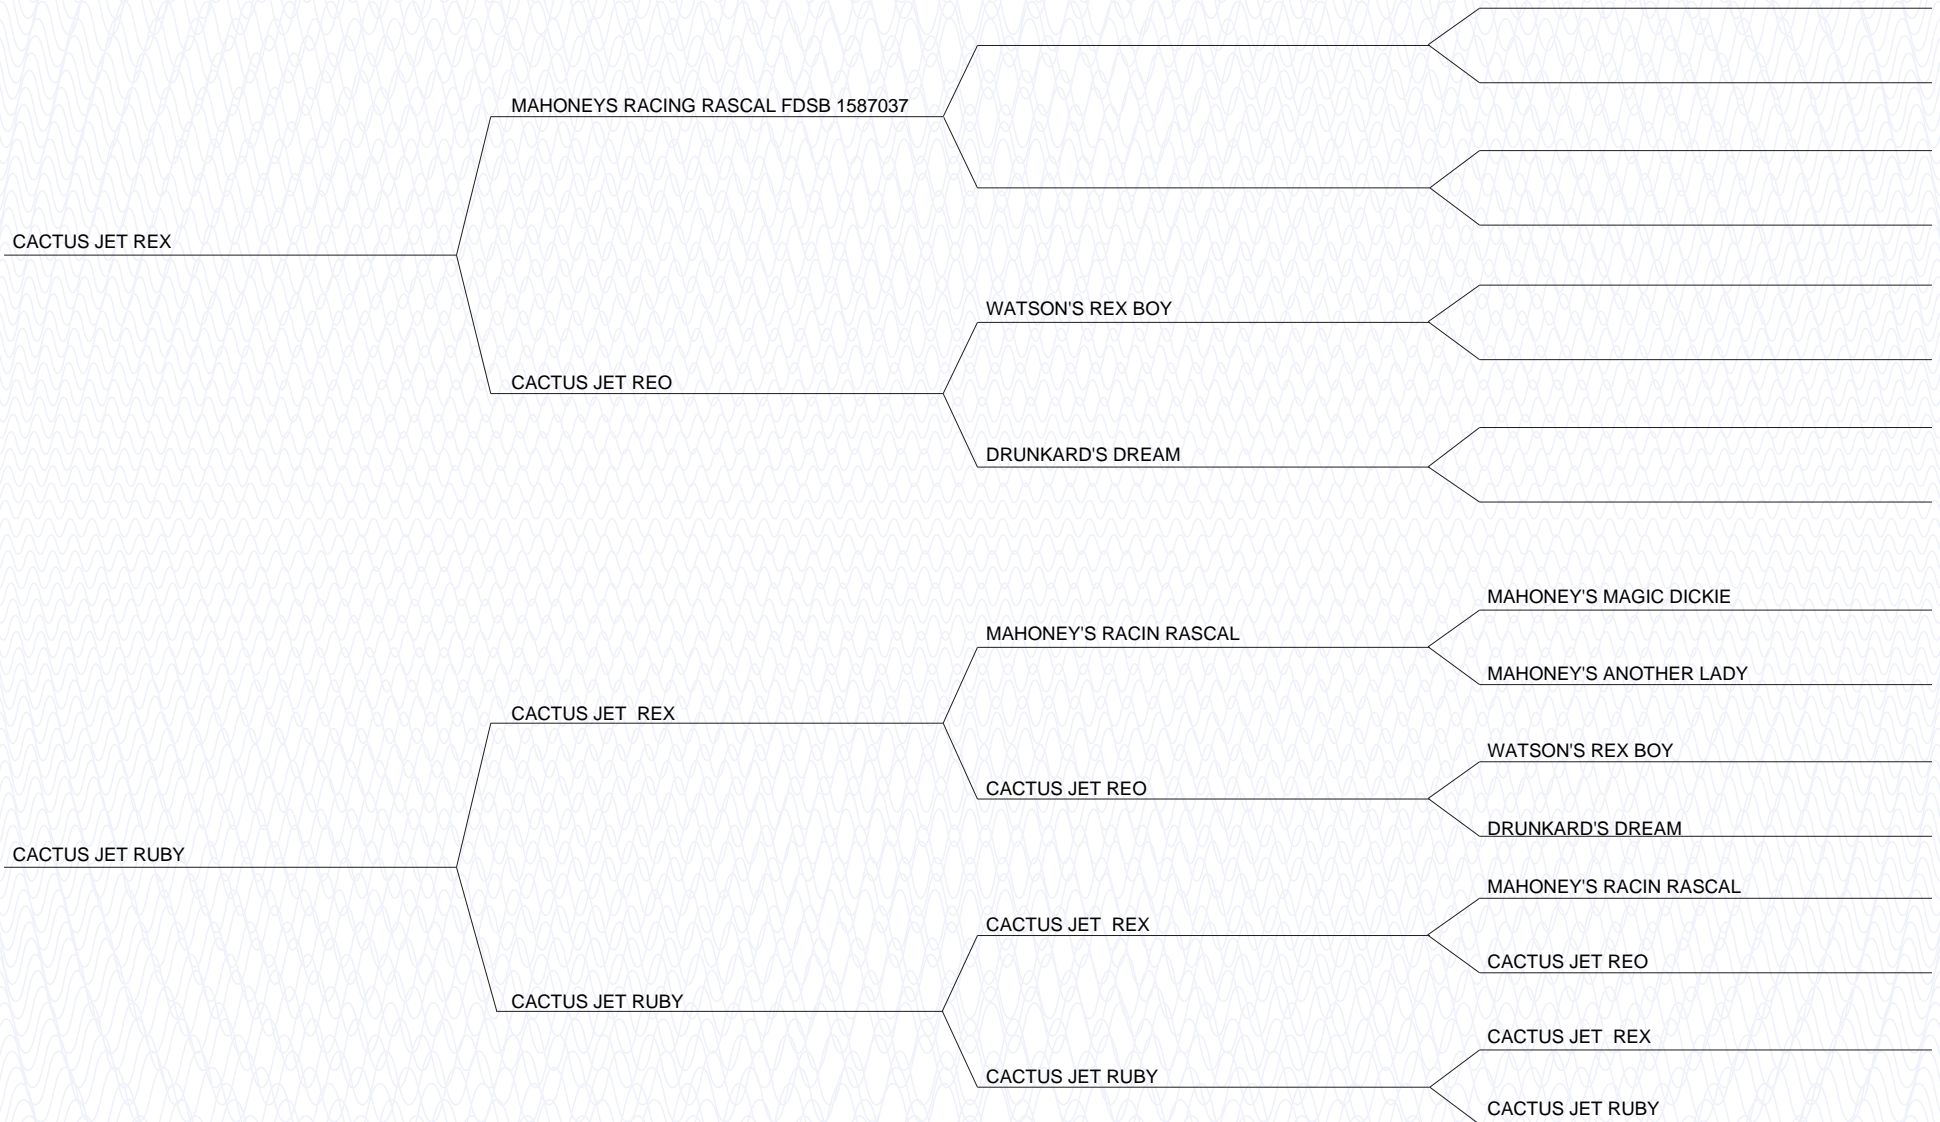 MAHONEYS RACING RASCAL FDSB 1587037
CACTUS JET REX
WATSON'S REX BOY
CACTUS JET REO
DRUNKARD'S DREAM
MAHONEY'S MAGIC DICKIE
MAHONEY'S RACIN RASCAL
MAHONEY'S ANOTHER LADY
CACTUS JET  REX
WATSON'S REX BOY
CACTUS JET REO
DRUNKARD'S DREAM
CACTUS JET RUBY
MAHONEY'S RACIN RASCAL
CACTUS JET  REX
CACTUS JET REO
CACTUS JET RUBY
CACTUS JET  REX
CACTUS JET RUBY
CACTUS JET RUBY